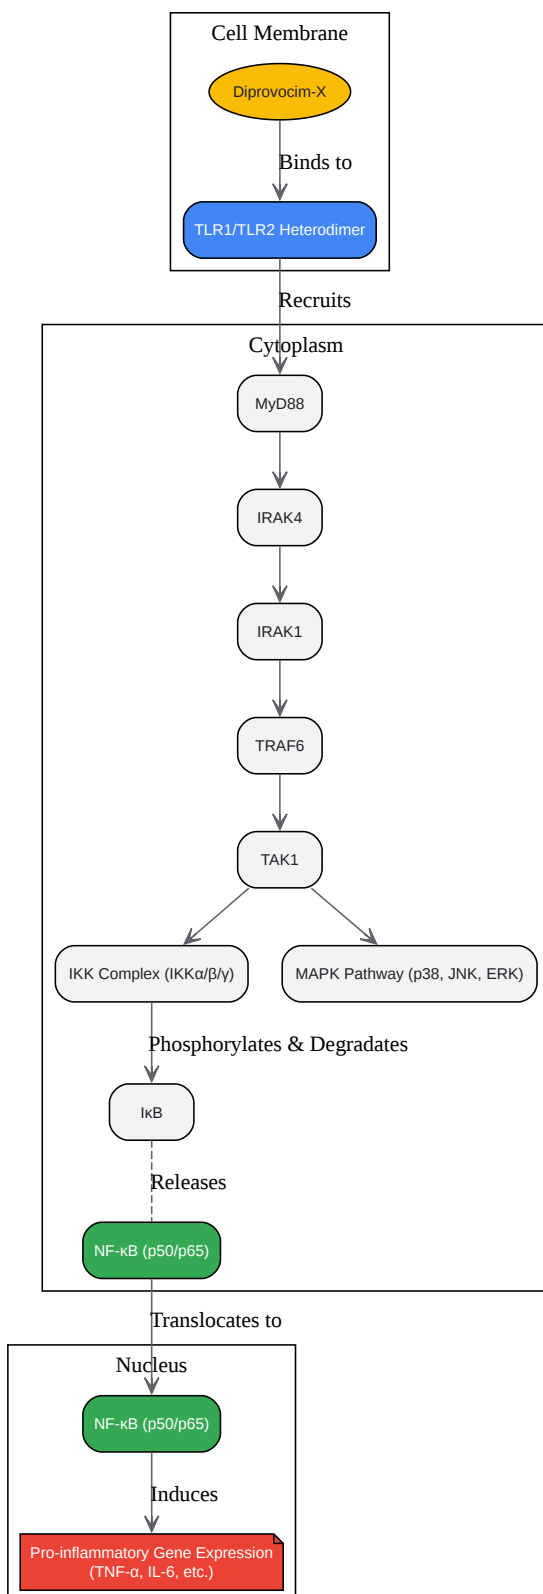 Cell Membrane
Diprovocim-X
Binds to
TLR1/TLR2 Heterodimer
Recruits
Cytoplasm
MyD88
IRAK4
IRAK1
TRAF6
TAK1
IKK Complex (IKKα/β/γ)
MAPK Pathway (p38, JNK, ERK)
Phosphorylates & Degradates
IκB
Releases
NF-κB (p50/p65)
Translocates to
Nucleus
NF-κB (p50/p65)
Induces
Pro-inflammatory Gene Expression
(TNF-α, IL-6, etc.)